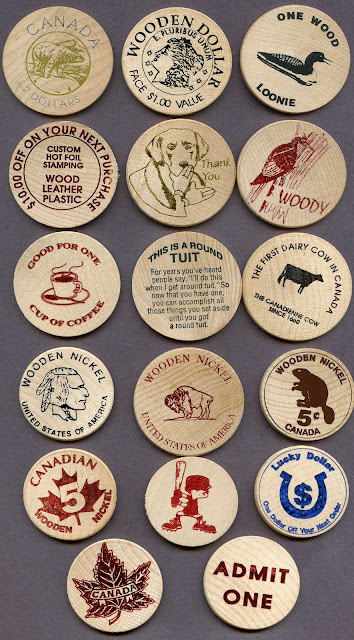 CANADA
2 DOLLARS
WOODEN DOLLAR
E. PLURIBUS UNUM
FACE $1.00 VALUE
ONE WOOD
LOONIE
$10.00 OFF ON YOUR NEXT PURCHASE
CUSTOM
HOT FOIL
STAMPING
WOOD
LEATHER
PLASTIC
Thank
You
WOODY
GOOD FOR ONE
CUP OF COFFEE
THIS IS A ROUND
TUIT
For years you've heard
people say, "I'll do this
when I get around tuit." So
now that you have one,
you can accomplish all
those things you set aside
until you got
a round tuit.
THE FIRST DAIRY COW IN CANADA
THE CANADIENNE COW
SINCE 1660
WOODEN NICKEL
UNITED STATES OF AMERICA
WOODEN NICKEL
UNITED STATES OF AMERICA
WOODEN NICKEL
5¢
CANADA
CANADIAN
5
WOODEN NICKEL
Lucky Dollar
$
One Dollar Off Your Next Order
CANADA
ADMIT
ONE